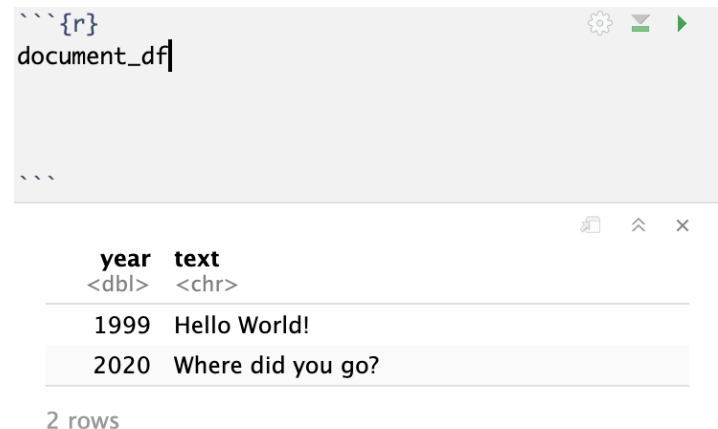 ```{r}
document_df
```
year text
<dbl> <chr>
1999 Hello World!
2020 Where did you go?
2 rows